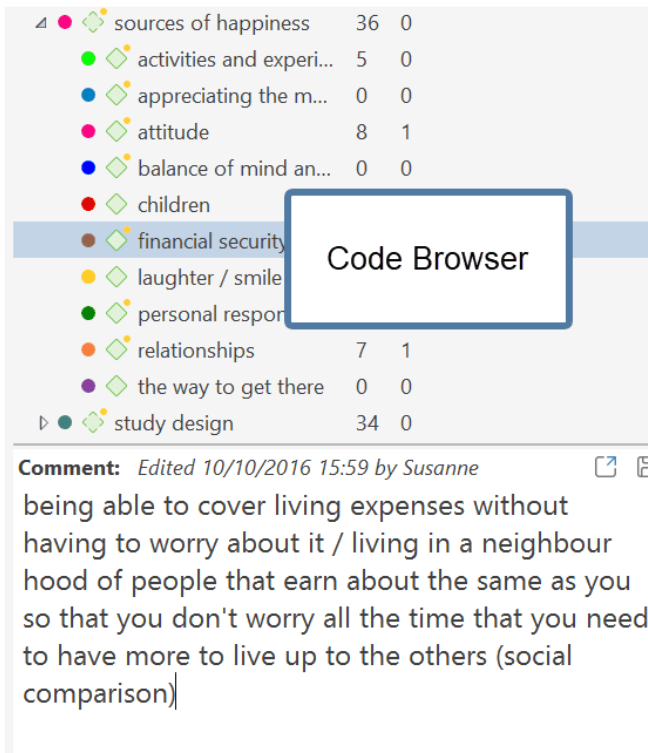 sources of happiness 36 0
activities and experi... 5 0
appreciating the m... 0 0
attitude 8 1
balance of mind an... 0 0
children
financial security
Code Browser
laughter / smile
personal respon
relationships 7 1
the way to get there 0 0
study design 34 0
Comment: Edited 10/10/2016 15:59 by Susanne
being able to cover living expenses without
having to worry about it / living in a neighbour
hood of people that earn about the same as you
so that you don't worry all the time that you need
to have more to live up to the others (social
comparison)